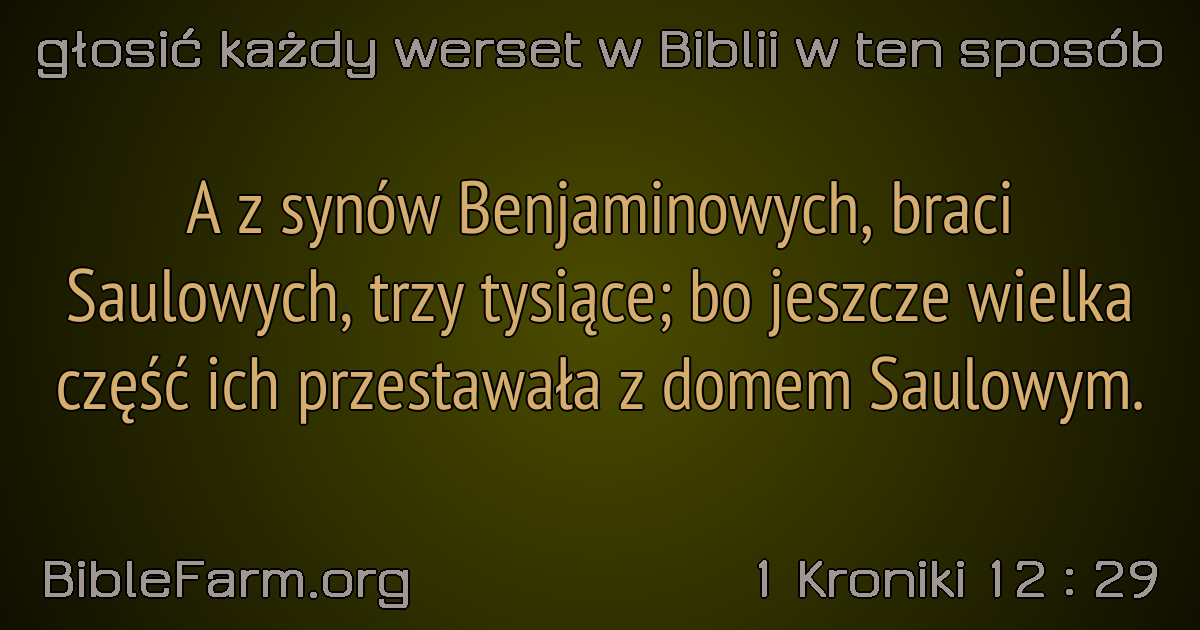 głosić każdy werset w Biblii w ten sposób
A z synów Benjaminowych, braci
Saulowych, trzy tysiące; bo jeszcze wielka
część ich przestawała z domem Saulowym.
BibleFarm.org
1 Kroniki 12 : 29